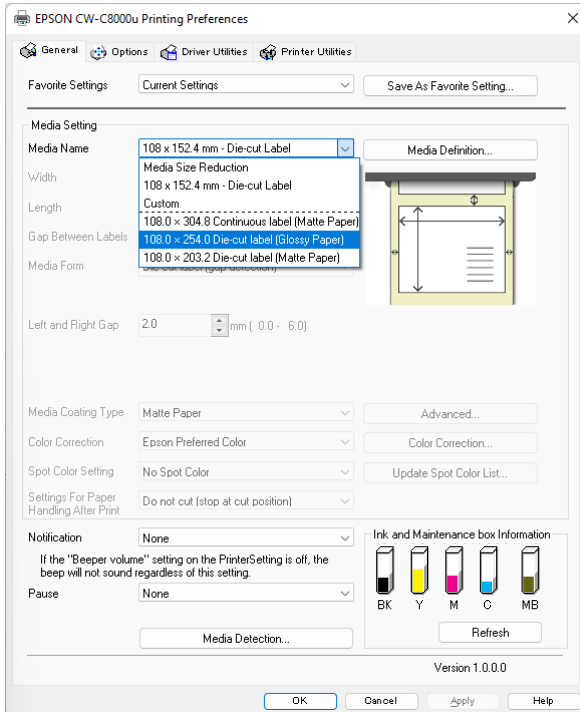 EPSON CW-C8000u Printing Preferences
General
Options
Driver Utilities
Printer Utilities
Favorite Settings
Current Settings
Save As Favorite Setting...
Media Setting
Media Name
108 x 152.4 mm - Die-cut Label
Media Definition...
Media Size Reduction
108 x 152.4 mm - Die-cut Label
Custom
108.0 × 304.8 Continuous label (Matte Paper)
108.0 × 254.0 Die-cut label (Glossy Paper)
108.0 × 203.2 Die-cut label (Matte Paper)
Width
Length
Gap Between Labels
Media Form
Die-cut label (gap detection)
Left and Right Gap
2.0
mm ( 0.0 - 6.0)
Media Coating Type
Matte Paper
Advanced...
Color Correction
Epson Preferred Color
Color Correction...
Spot Color Setting
No Spot Color
Update Spot Color List...
Settings For Paper
Handling After Print
Do not cut (stop at cut position)
Notification
None
If the "Beeper volume" setting on the PrinterSetting is off, the
beep will not sound regardless of this setting.
Pause
None
Media Detection...
Ink and Maintenance box Information
BK Y M C MB
Refresh
Version 1.0.0.0
OK
Cancel
Apply
Help